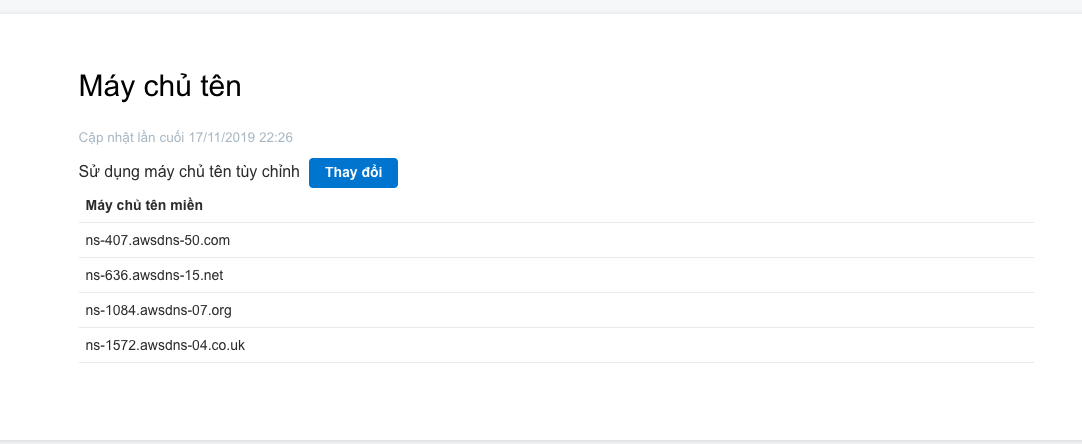 Máy chủ tên
Cập nhật lần cuối 17/11/2019 22:26
Sử dụng máy chủ tên tùy chỉnh Thay đổi
Máy chủ tên miền
ns-407.awsdns-50.com
ns-636.awsdns-15.net
ns-1084.awsdns-07.org
ns-1572.awsdns-04.co.uk